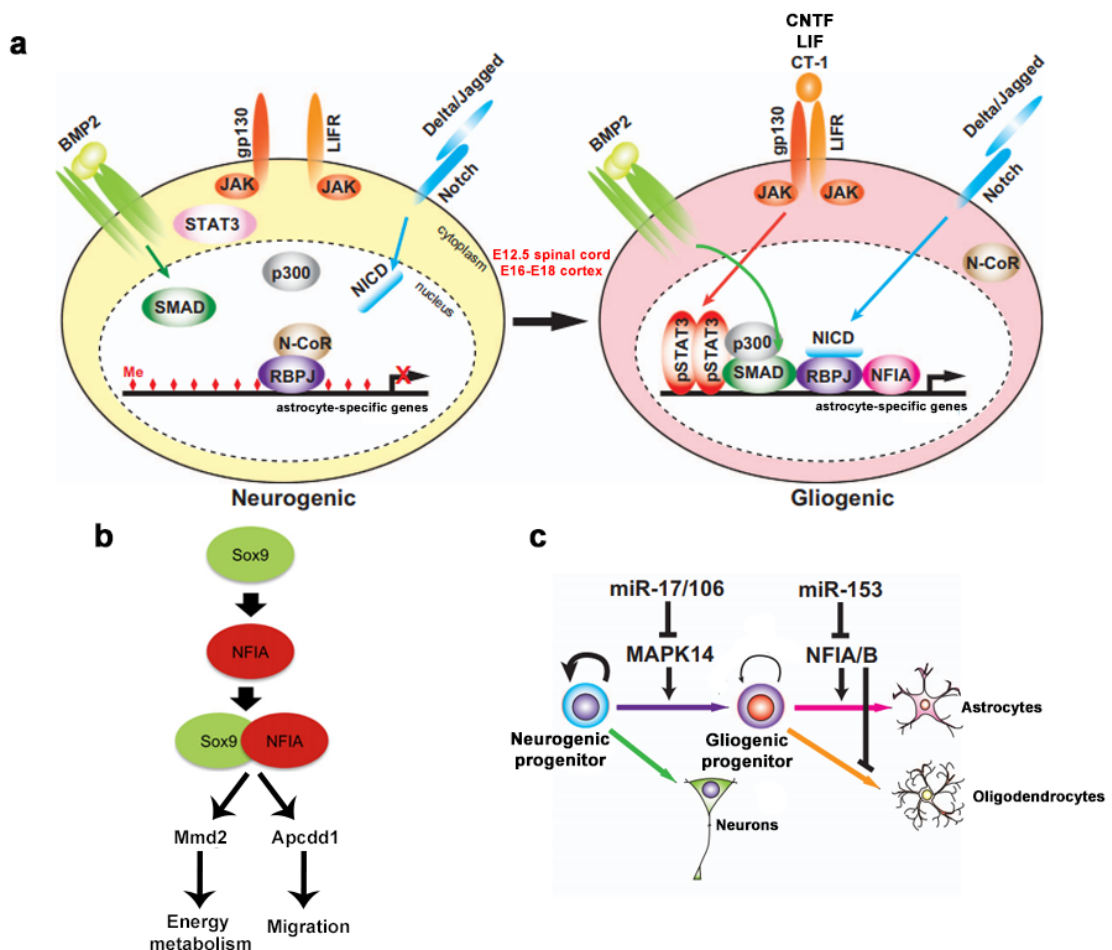 a
BMP2
gp130
LIFR
Delta/Jagged
Notch
JAK
JAK
STAT3
cytoplasm
p300
NICD
nucleus
SMAD
N-CoR
RBPJ
Me
X
astrocyte-specific genes
Neurogenic
E12.5 spinal cord
E16-E18 cortex
CNTF
LIF
CT-1
BMP2
gp130
LIFR
Delta/Jagged
Notch
JAK
JAK
N-CoR
pSTAT3
pSTAT3
p300
SMAD
NICD
RBPJ
NFIA
astrocyte-specific genes
Gliogenic
b
Sox9
NFIA
Sox9
NFIA
Mmd2
Apcdd1
Energy
metabolism
Migration
c
miR-17/106
miR-153
MAPK14
NFIA/B
Neurogenic
progenitor
Gliogenic
progenitor
Astrocytes
Neurons
Oligodendrocytes